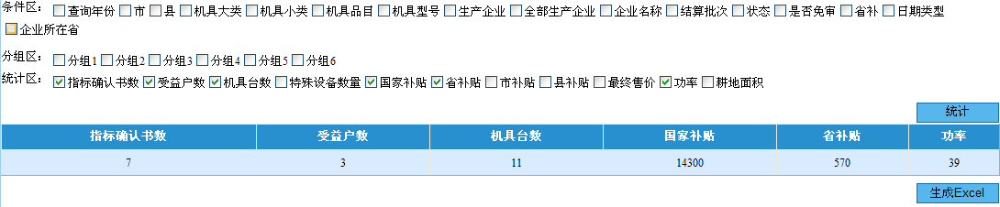 条件区： 查询年份 市 县 机具大类 机具小类 机具品目 机具型号 生产企业 全部生产企业 企业名称 结算批次 状态 是否免审 省补 日期类型
企业所在省
分组区： 分组1 分组2 分组3 分组4 分组5 分组6
统计区： 指标确认书数 受益户数 机具台数 特殊设备数量 国家补贴 省补贴 市补贴 县补贴 最终售价 功率 耕地面积
统计
指标确认书数 受益户数 机具台数 国家补贴 省补贴 功率
7 3 11 14300 570 39
生成Excel